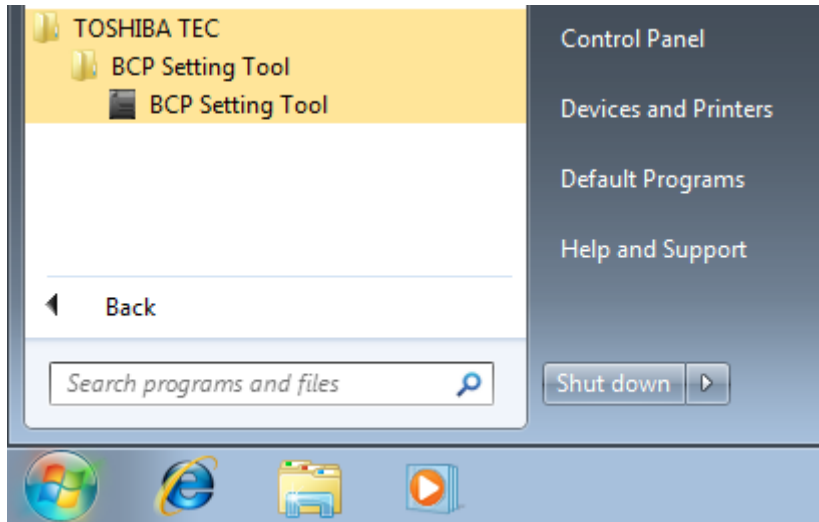 TOSHIBA TEC
BCP Setting Tool
BCP Setting Tool
Back
Search programs and files
Control Panel
Devices and Printers
Default Programs
Help and Support
Shut down